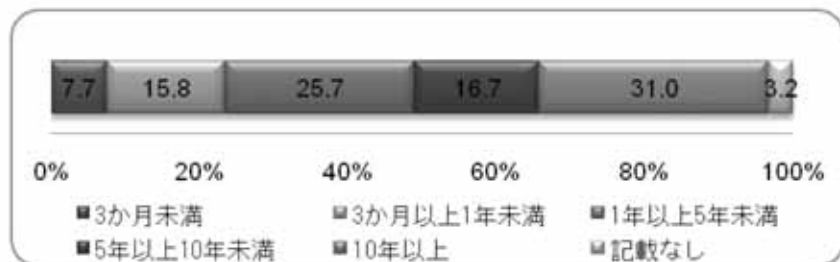 7.7 15.8 25.7 16.7 31.0 3.2
0% 20% 40% 60% 80% 100%
■3か月未満 ■3か月以上1年未満 ■1年以上5年未満
■5年以上10年未満 ■10年以上 ■記載なし